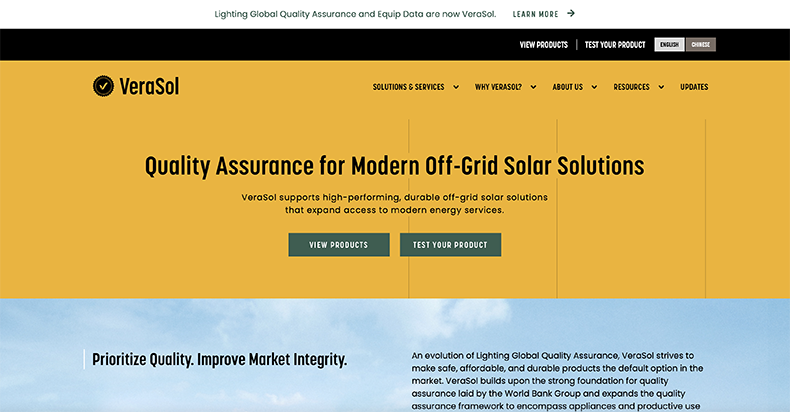 Lighting Global Quality Assurance and Equip Data are now VeraSol. LEARN MORE
VIEW PRODUCTS TEST YOUR PRODUCT ENGLISH CHINESE
VeraSol SOLUTIONS & SERVICES WHY VERASOL? ABOUT US RESOURCES UPDATES
Quality Assurance for Modern Off-Grid Solar Solutions
VeraSol supports high-performing, durable off-grid solar solutions
that expand access to modern energy services.
VIEW PRODUCTS TEST YOUR PRODUCT
Prioritize Quality. Improve Market Integrity.
An evolution of Lighting Global Quality Assurance, VeraSol strives to
make safe, affordable, and durable products the default option in the
market. VeraSol builds upon the strong foundation for quality
assurance laid by the World Bank Group and expands the quality
assurance framework to encompass appliances and productive use